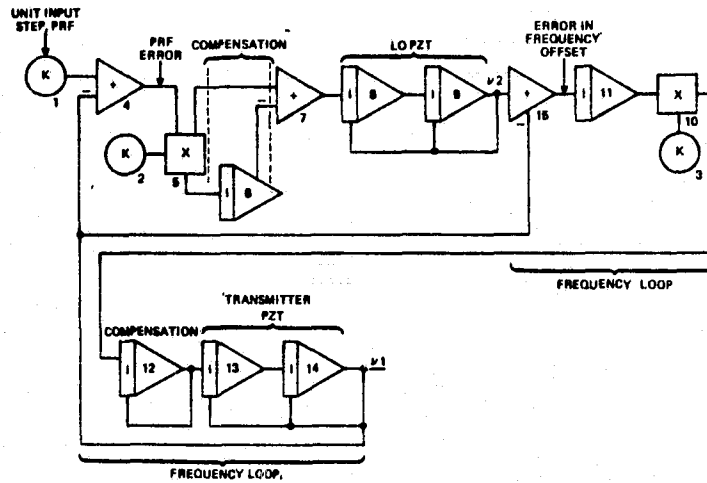 UNIT INPUT
STEP, PRF
PRF
ERROR
COMPENSATION
LO PZT
ERROR IN
FREQUENCY
OFFSET
K
1
+
−
4
K
2
X
5
I
6
+
−
7
I
8
I
9
ν2
+
−
15
I
11
X
10
K
3
FREQUENCY LOOP
TRANSMITTER
PZT
COMPENSATION
I
12
I
13
I
14
ν1
FREQUENCY LOOP